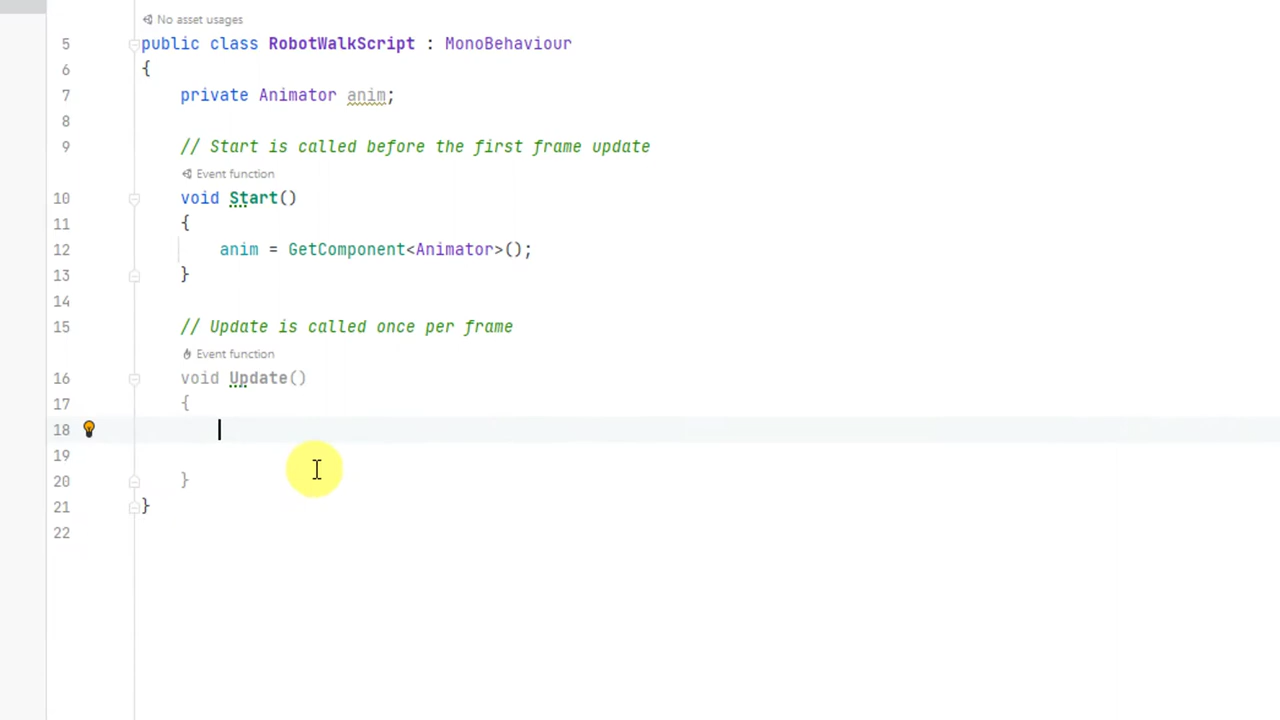 No asset usages
5 public class RobotWalkScript : MonoBehaviour
6 {
7 private Animator anim;
8
9 // Start is called before the first frame update
Event function
10 void Start()
11 {
12 anim = GetComponent<Animator>();
13 }
14
15 // Update is called once per frame
Event function
16 void Update()
17 {
18
19
20 }
21 }
22